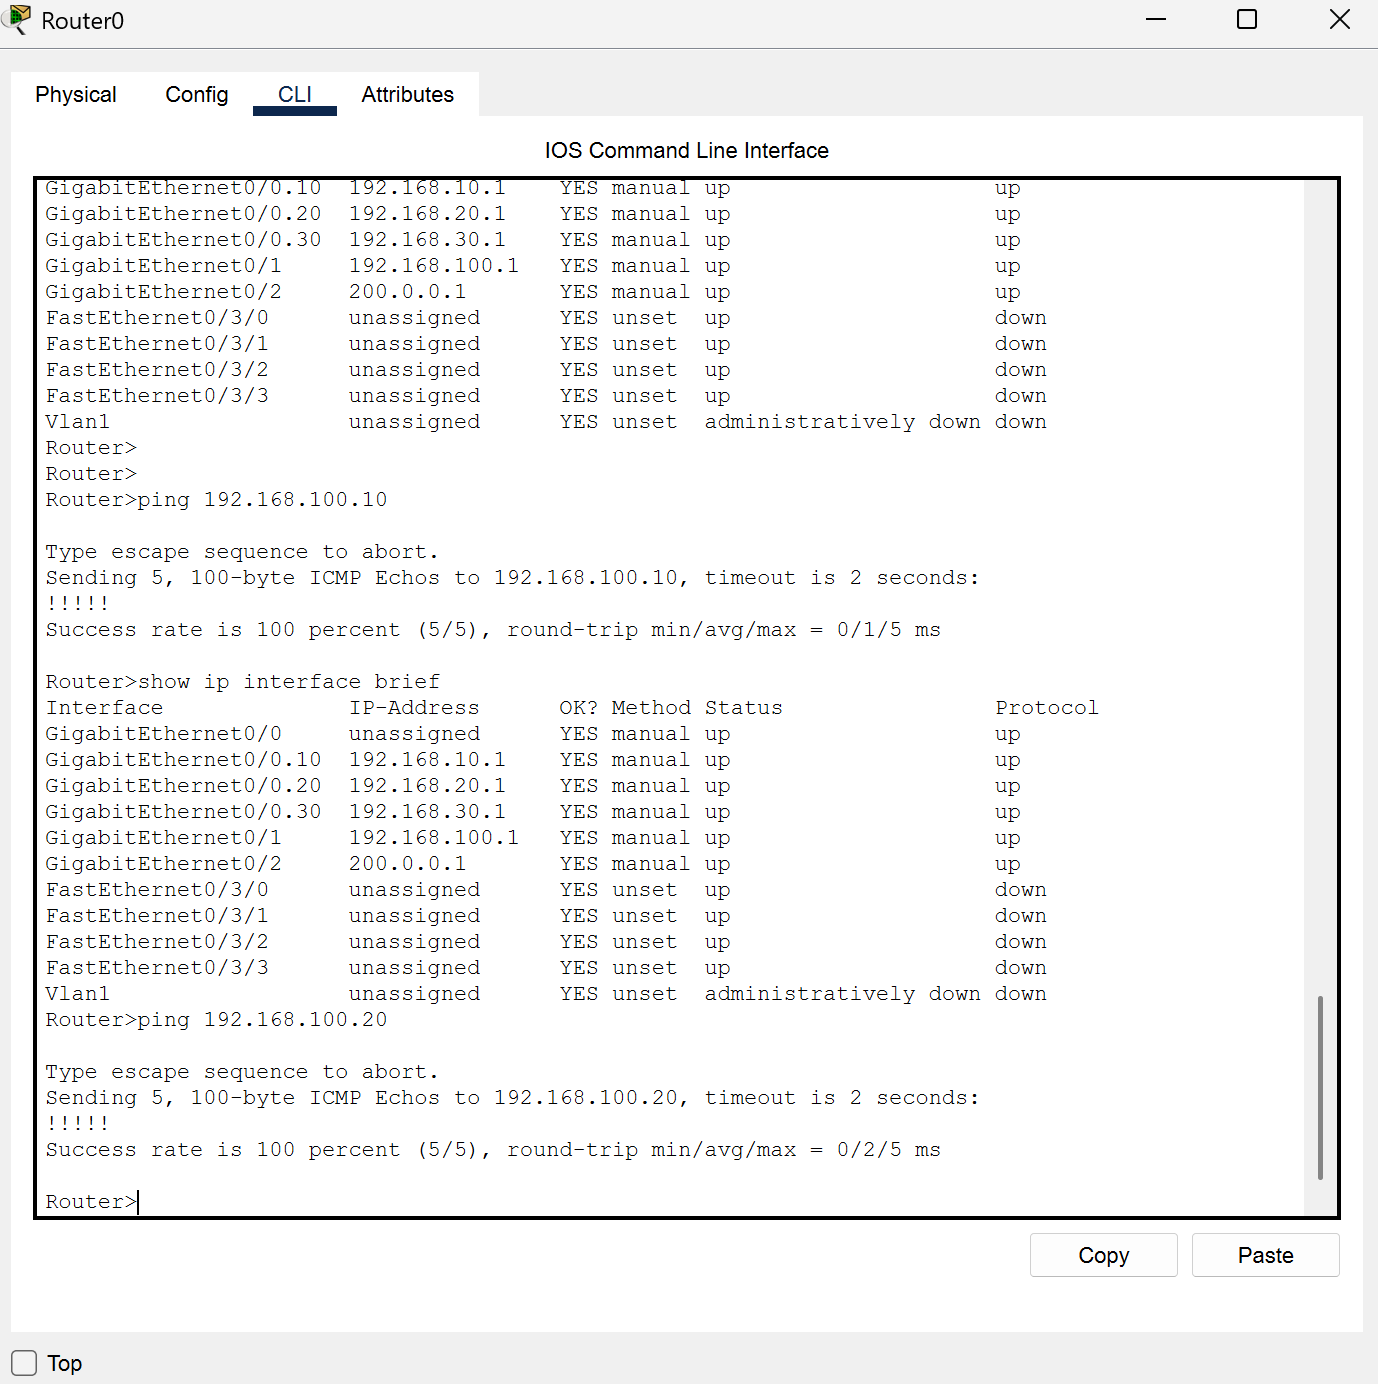 Router0
Physical Config CLI Attributes
IOS Command Line Interface
GigabitEthernet0/0.10  192.168.10.1    YES manual up                    up
GigabitEthernet0/0.20  192.168.20.1    YES manual up                    up
GigabitEthernet0/0.30  192.168.30.1    YES manual up                    up
GigabitEthernet0/1     192.168.100.1   YES manual up                    up
GigabitEthernet0/2     200.0.0.1       YES manual up                    up
FastEthernet0/3/0      unassigned      YES unset  up                    down
FastEthernet0/3/1      unassigned      YES unset  up                    down
FastEthernet0/3/2      unassigned      YES unset  up                    down
FastEthernet0/3/3      unassigned      YES unset  up                    down
Vlan1                  unassigned      YES unset  administratively down down
Router>
Router>
Router>ping 192.168.100.10
Type escape sequence to abort.
Sending 5, 100-byte ICMP Echos to 192.168.100.10, timeout is 2 seconds:
!!!!!
Success rate is 100 percent (5/5), round-trip min/avg/max = 0/1/5 ms
Router>show ip interface brief
Interface              IP-Address      OK? Method Status                Protocol
GigabitEthernet0/0     unassigned      YES manual up                    up
GigabitEthernet0/0.10  192.168.10.1    YES manual up                    up
GigabitEthernet0/0.20  192.168.20.1    YES manual up                    up
GigabitEthernet0/0.30  192.168.30.1    YES manual up                    up
GigabitEthernet0/1     192.168.100.1   YES manual up                    up
GigabitEthernet0/2     200.0.0.1       YES manual up                    up
FastEthernet0/3/0      unassigned      YES unset  up                    down
FastEthernet0/3/1      unassigned      YES unset  up                    down
FastEthernet0/3/2      unassigned      YES unset  up                    down
FastEthernet0/3/3      unassigned      YES unset  up                    down
Vlan1                  unassigned      YES unset  administratively down down
Router>ping 192.168.100.20
Type escape sequence to abort.
Sending 5, 100-byte ICMP Echos to 192.168.100.20, timeout is 2 seconds:
!!!!!
Success rate is 100 percent (5/5), round-trip min/avg/max = 0/2/5 ms
Router>
Copy Paste
Top